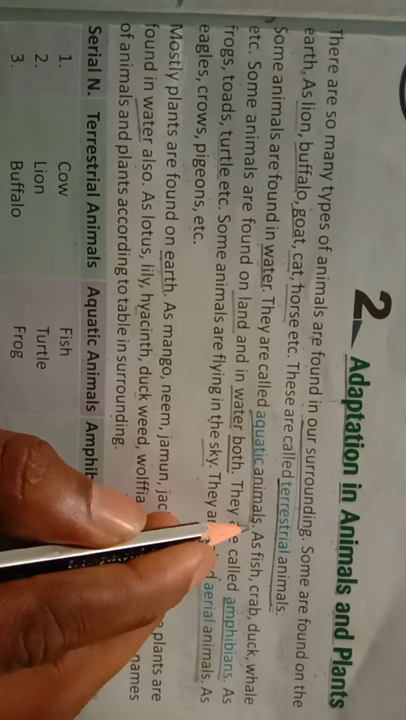 2 Adaptation in Animals and Plants
There are so many types of animals are found in our surrounding. Some are found on the
earth. As lion, buffalo, goat, cat, horse etc. These are called terrestrial animals.
Some animals are found in water. They are called aquatic animals. As fish, crab, duck, whale
etc. Some animals are found on land and in water both. They called amphibians. As
frogs, toads, turtle etc. Some animals are flying in the sky. They aerial animals. As
eagles, crows, pigeons, etc.
Mostly plants are found on earth. As mango, neem, jamun, plants are
found in water also. As lotus, lily, hyacinth, duck weed, wolffia names
of animals and plants according to table in surrounding.
Serial N. Terrestrial Animals Aquatic Animals
1. Cow Fish
2. Lion Turtle
3. Buffalo Frog